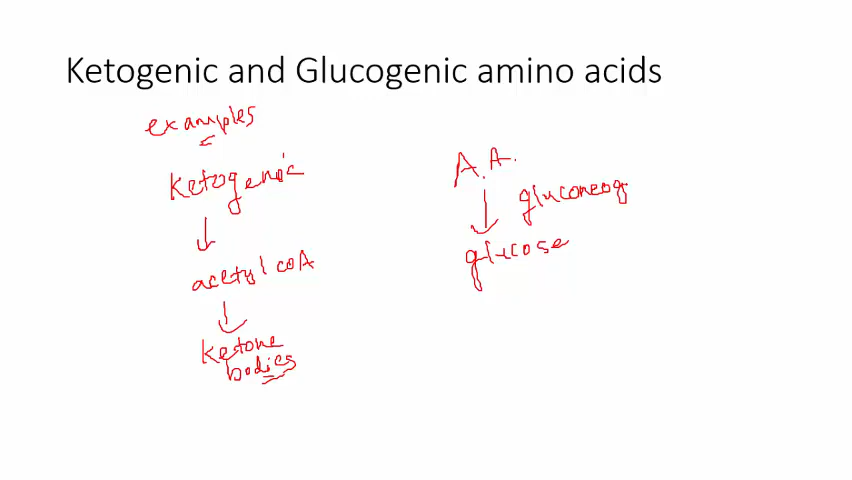 Ketogenic and Glucogenic amino acids
examples
Ketogenic
acetyl coA
Ketone
bodies
A.A.
gluconeog
glucose